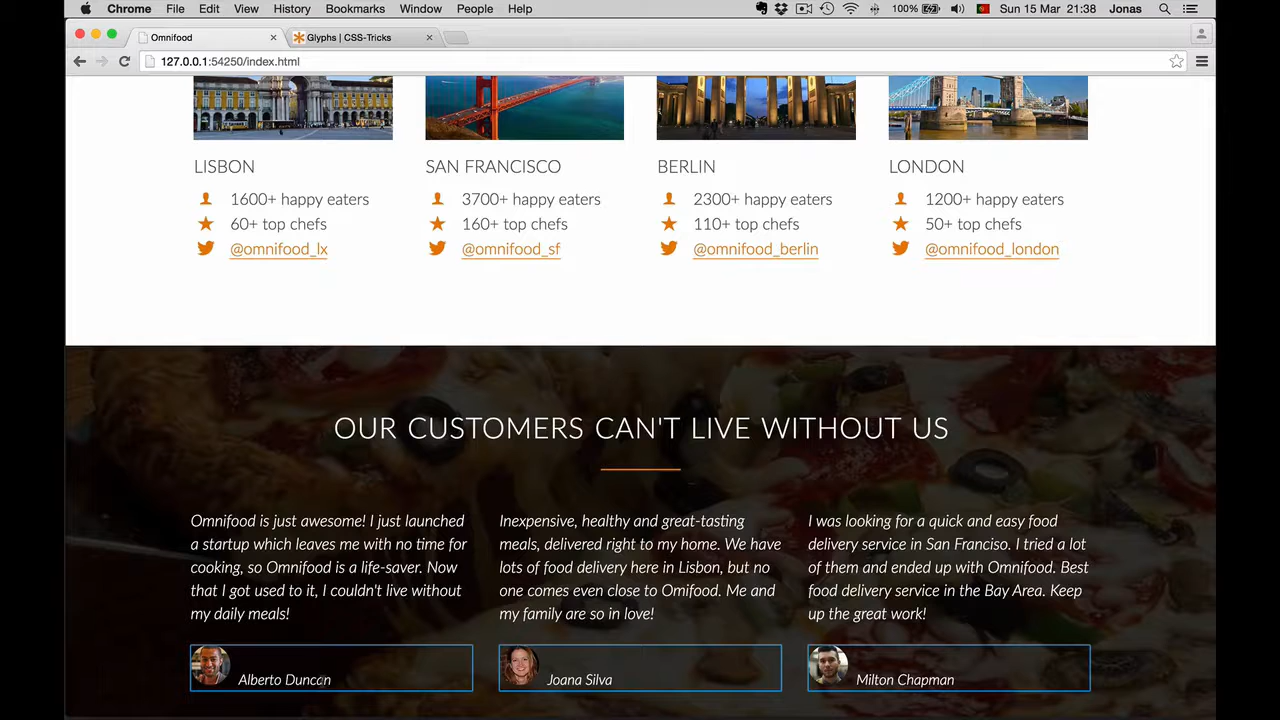 Chrome File Edit View History Bookmarks Window People Help 100% Sun 15 Mar 21:38 Jonas
Omnifood Glyphs | CSS-Tricks
127.0.0.1:54250/index.html
LISBON SAN FRANCISCO BERLIN LONDON
1600+ happy eaters 3700+ happy eaters 2300+ happy eaters 1200+ happy eaters
60+ top chefs 160+ top chefs 110+ top chefs 50+ top chefs
@omnifood_lx @omnifood_sf @omnifood_berlin @omnifood_london
OUR CUSTOMERS CAN'T LIVE WITHOUT US
Omnifood is just awesome! I just launched
a startup which leaves me with no time for
cooking, so Omnifood is a life-saver. Now
that I got used to it, I couldn't live without
my daily meals!
Alberto Duncan
Inexpensive, healthy and great-tasting
meals, delivered right to my home. We have
lots of food delivery here in Lisbon, but no
one comes even close to Omifood. Me and
my family are so in love!
Joana Silva
I was looking for a quick and easy food
delivery service in San Franciso. I tried a lot
of them and ended up with Omnifood. Best
food delivery service in the Bay Area. Keep
up the great work!
Milton Chapman